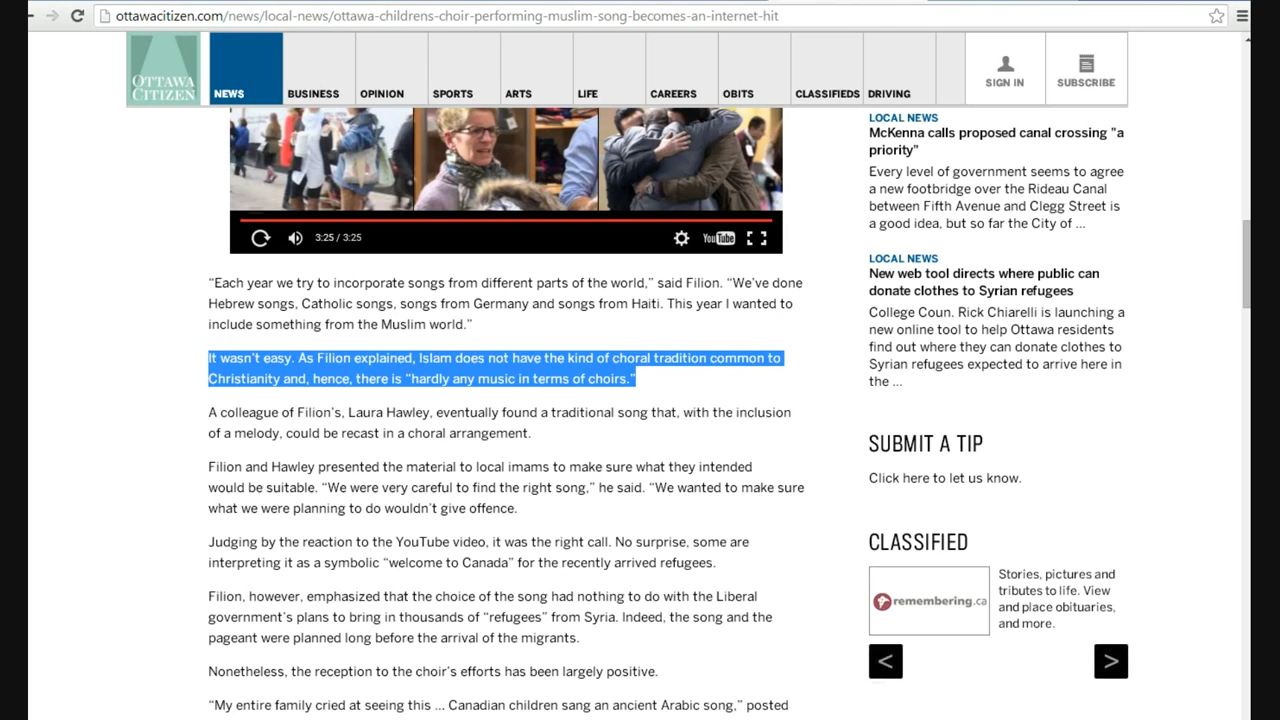 ottawacitizen.com/news/local-news/ottawa-childrens-choir-performing-muslim-song-becomes-an-internet-hit
OTTAWA
CITIZEN
NEWS
BUSINESS
OPINION
SPORTS
ARTS
LIFE
CAREERS
OBITS
CLASSIFIEDS
DRIVING
SIGN IN
SUBSCRIBE
3:25 / 3:25
YouTube
“Each year we try to incorporate songs from different parts of the world,” said Filion. “We’ve done
Hebrew songs, Catholic songs, songs from Germany and songs from Haiti. This year I wanted to
include something from the Muslim world.”
It wasn’t easy. As Filion explained, Islam does not have the kind of choral tradition common to
Christianity and, hence, there is “hardly any music in terms of choirs.”
A colleague of Filion’s, Laura Hawley, eventually found a traditional song that, with the inclusion
of a melody, could be recast in a choral arrangement.
Filion and Hawley presented the material to local imams to make sure what they intended
would be suitable. “We were very careful to find the right song,” he said. “We wanted to make sure
what we were planning to do wouldn’t give offence.
Judging by the reaction to the YouTube video, it was the right call. No surprise, some are
interpreting it as a symbolic “welcome to Canada” for the recently arrived refugees.
Filion, however, emphasized that the choice of the song had nothing to do with the Liberal
government’s plans to bring in thousands of “refugees” from Syria. Indeed, the song and the
pageant were planned long before the arrival of the migrants.
Nonetheless, the reception to the choir’s efforts has been largely positive.
“My entire family cried at seeing this ... Canadian children sang an ancient Arabic song,” posted
LOCAL NEWS
McKenna calls proposed canal crossing "a
priority"
Every level of government seems to agree
a new footbridge over the Rideau Canal
between Fifth Avenue and Clegg Street is
a good idea, but so far the City of ...
LOCAL NEWS
New web tool directs where public can
donate clothes to Syrian refugees
College Coun. Rick Chiarelli is launching a
new online tool to help Ottawa residents
find out where they can donate clothes to
Syrian refugees expected to arrive here in
the ...
SUBMIT A TIP
Click here to let us know.
CLASSIFIED
remembering.ca
Stories, pictures and
tributes to life. View
and place obituaries,
and more.
< >